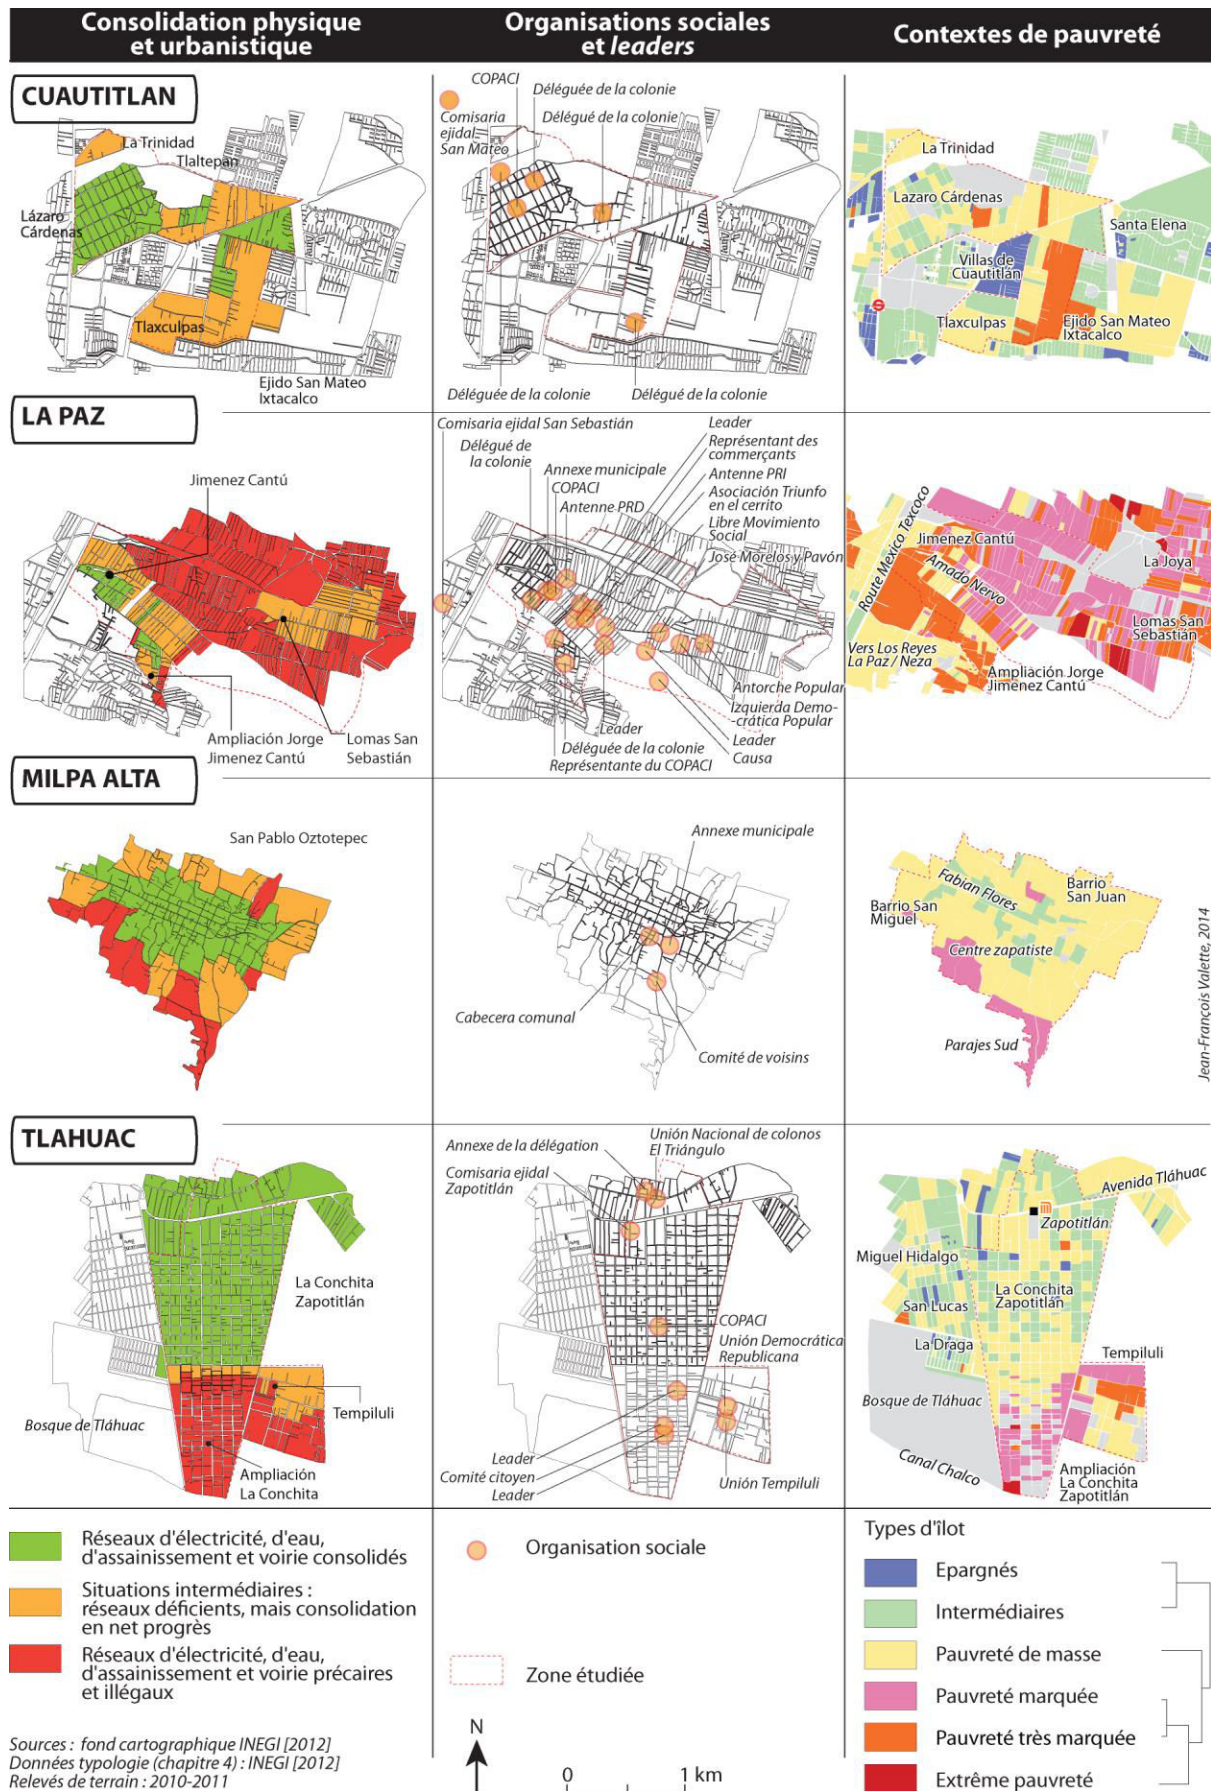 Consolidation physique
et urbanistique
Organisations sociales
et leaders
Contextes de pauvreté
CUAUTITLAN
La Trinidad
Tlaltepan
Lázaro
Cárdenas
Tlaxculpas
Ejido San Mateo
Ixtacalco
COPACI
Déléguée de la colonie
Comisaria
ejidal
San Mateo
Délégué de la colonie
Déléguée de la colonie
Délégué de la colonie
La Trinidad
Lazaro Cárdenas
Santa Elena
Villas de
Cuautitlán
Tlaxculpas
Ejido San Mateo
Ixtacalco
LA PAZ
Jimenez Cantú
Ampliación Jorge
Jimenez Cantú
Lomas San
Sebastián
Comisaria ejidal San Sebastián
Délégué de
la colonie
Annexe municipale
COPACI
Antenne PRD
Leader
Représentant des
commerçants
Antenne PRI
Asociación Triunfo
en el cerrito
Libre Movimiento
Social
José Morelos y Pavón
Antorche Popular
Izquierda Demo-
crática Popular
Leader
Leader
Déléguée de la colonie
Causa
Représentante du COPACI
Route Mexico Texcoco
Jimenez Cantú
Amado Nervo
La Joya
Lomas San
Sebastián
Vers Los Reyes
La Paz / Neza
Ampliación Jorge
Jimenez Cantú
MILPA ALTA
San Pablo Oztotepec
Annexe municipale
Cabecera comunal
Comité de voisins
Fabian Flores
Barrio
San Juan
Barrio San
Miguel
Centre zapatiste
Parajes Sud
Jean-François Valette, 2014
TLAHUAC
La Conchita
Zapotitlán
Templuli
Bosque de Tláhuac
Ampliación
La Conchita
Annexe de la délégation
Unión Nacional de colonos
El Triángulo
Comisaria ejidal
Zapotitlán
COPACI
Unión Democrática
Republicana
Leader
Comité citoyen
Leader
Unión Tempiluli
Avenida Tláhuac
Zapotitlán
Miguel Hidalgo
La Conchita
Zapotitlán
San Lucas
La Draga
Tempiluli
Bosque de Tláhuac
Canal Chalco
Ampliación
La Conchita
Zapotitlán
Réseaux d'électricité, d'eau,
d'assainissement et voirie consolidés
Situations intermédiaires :
réseaux déficients, mais consolidation
en net progrès
Réseaux d'électricité, d'eau,
d'assainissement et voirie précaires
et illégaux
Sources : fond cartographique INEGI [2012]
Données typologie (chapitre 4) : INEGI [2012]
Relevés de terrain : 2010-2011
Organisation sociale
Zone étudiée
N
0 1 km
Types d'îlot
Epargnés
Intermédiaires
Pauvreté de masse
Pauvreté marquée
Pauvreté très marquée
Extrême pauvreté